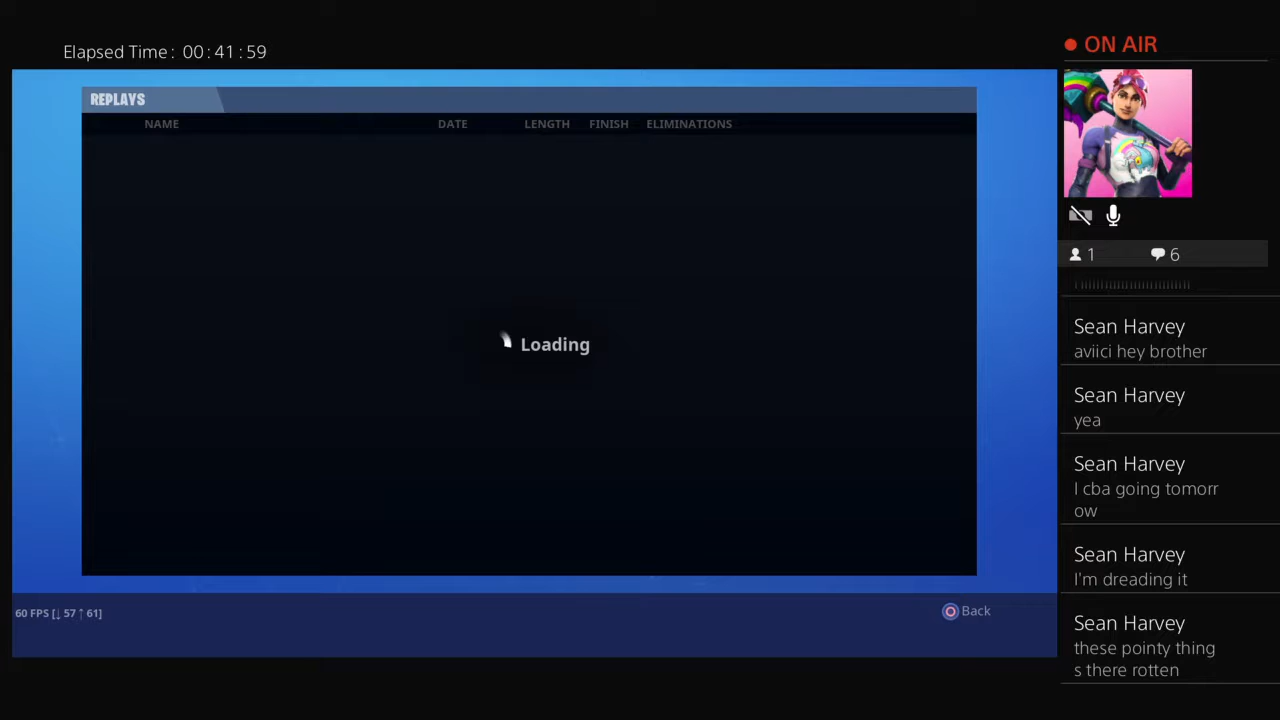 Elapsed Time: 00:41:59
ON AIR
REPLAYS
NAME DATE LENGTH FINISH ELIMINATIONS
Loading
60 FPS [↓ 57 ↑ 61]
Back
1 6
Sean Harvey
aviici hey brother
Sean Harvey
yea
Sean Harvey
I cba going tomorr
ow
Sean Harvey
I'm dreading it
Sean Harvey
these pointy thing
s there rotten